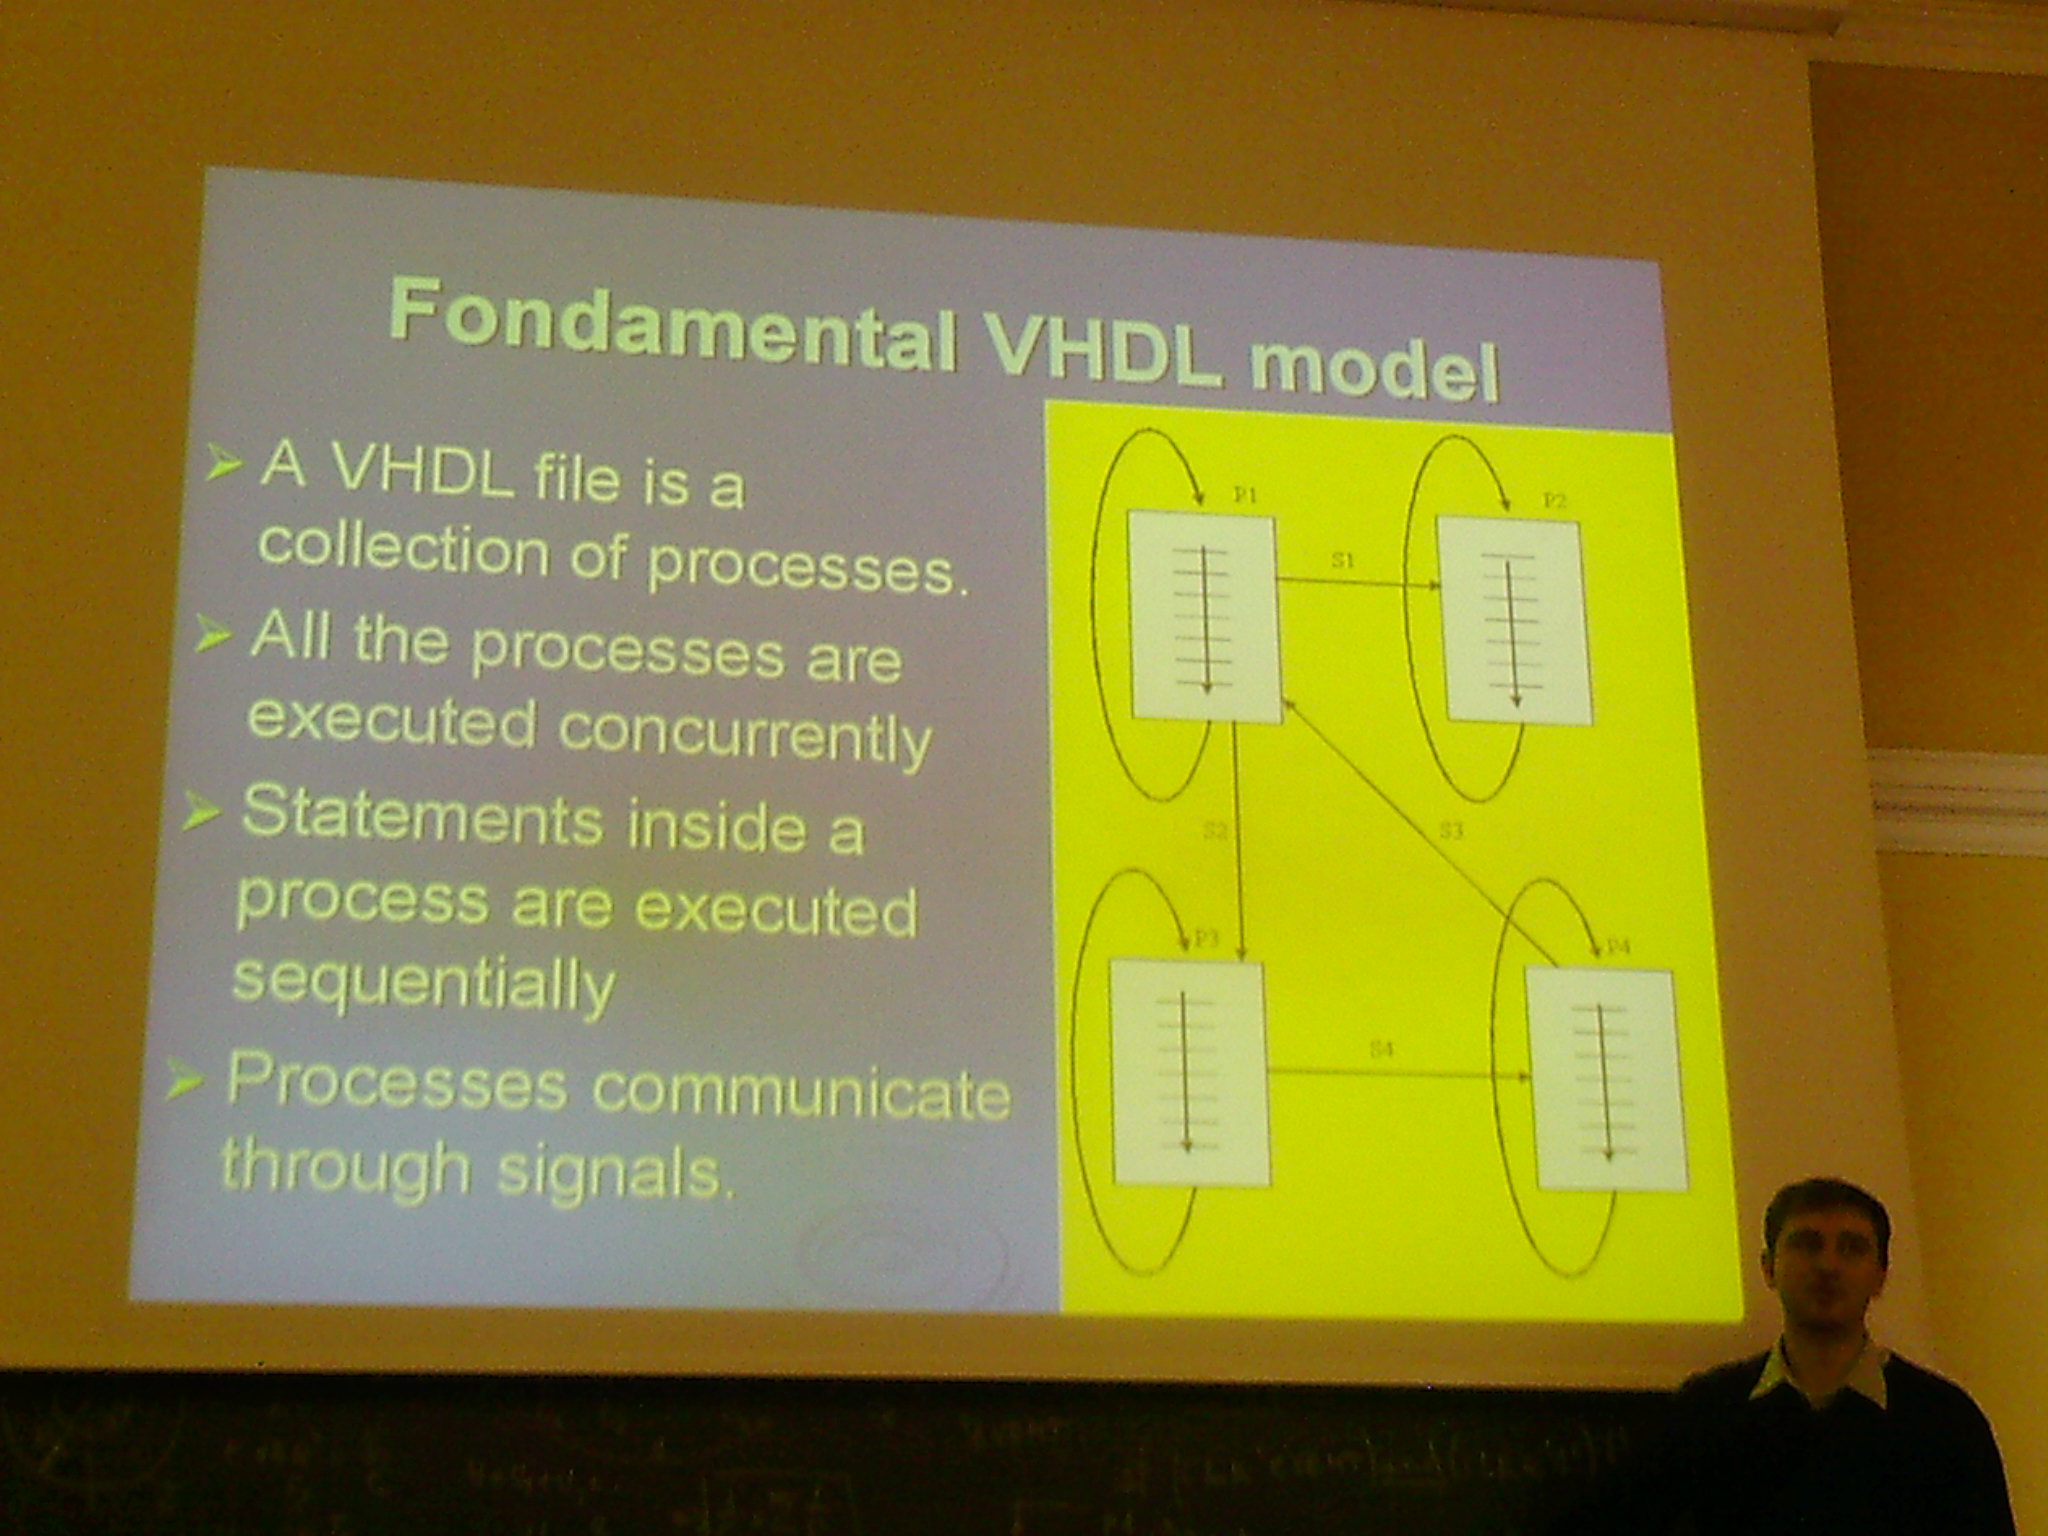 Fondamental VHDL model
A VHDL file is a
collection of processes.
All the processes are
executed concurrently
Statements inside a
process are executed
sequentially
Processes communicate
through signals.
P1
P2
S1
S2
S3
P3
P4
S4